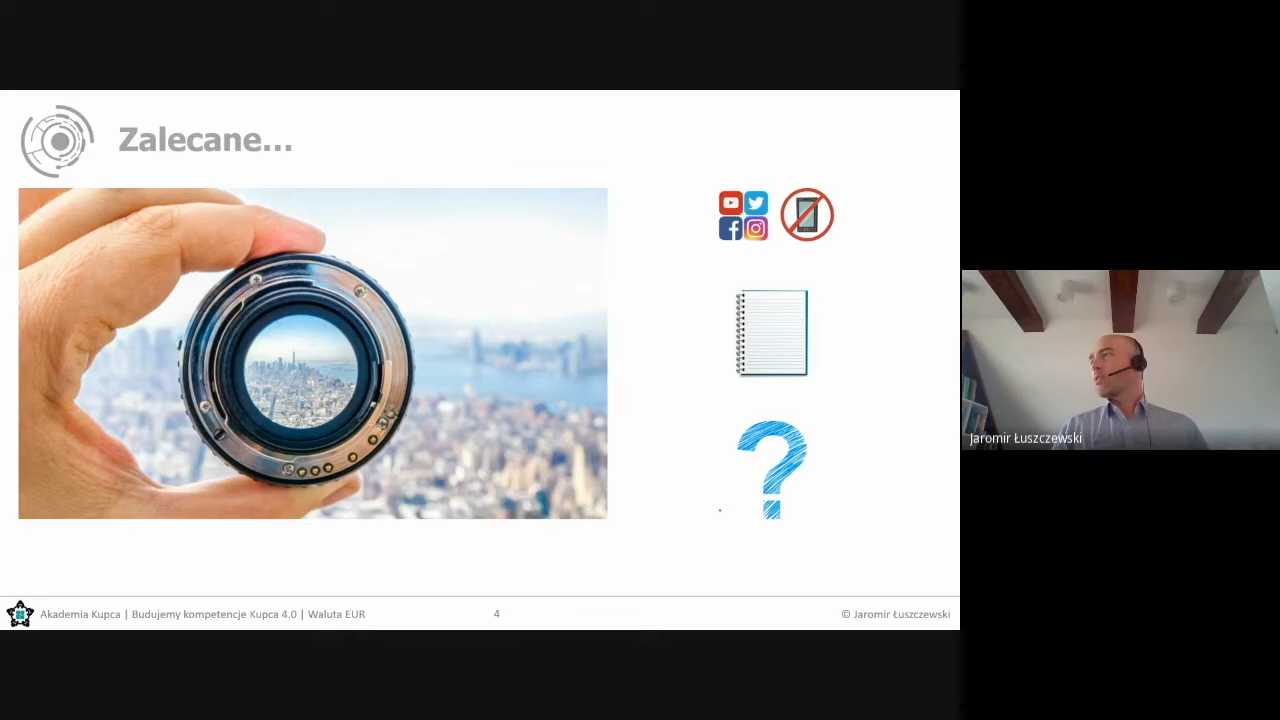 Zalecane...
Jaromir Łuszczewski
Akademia Kupca | Budujemy kompetencje Kupca 4.0 | Waluta EUR
4
© Jaromir Łuszczewski